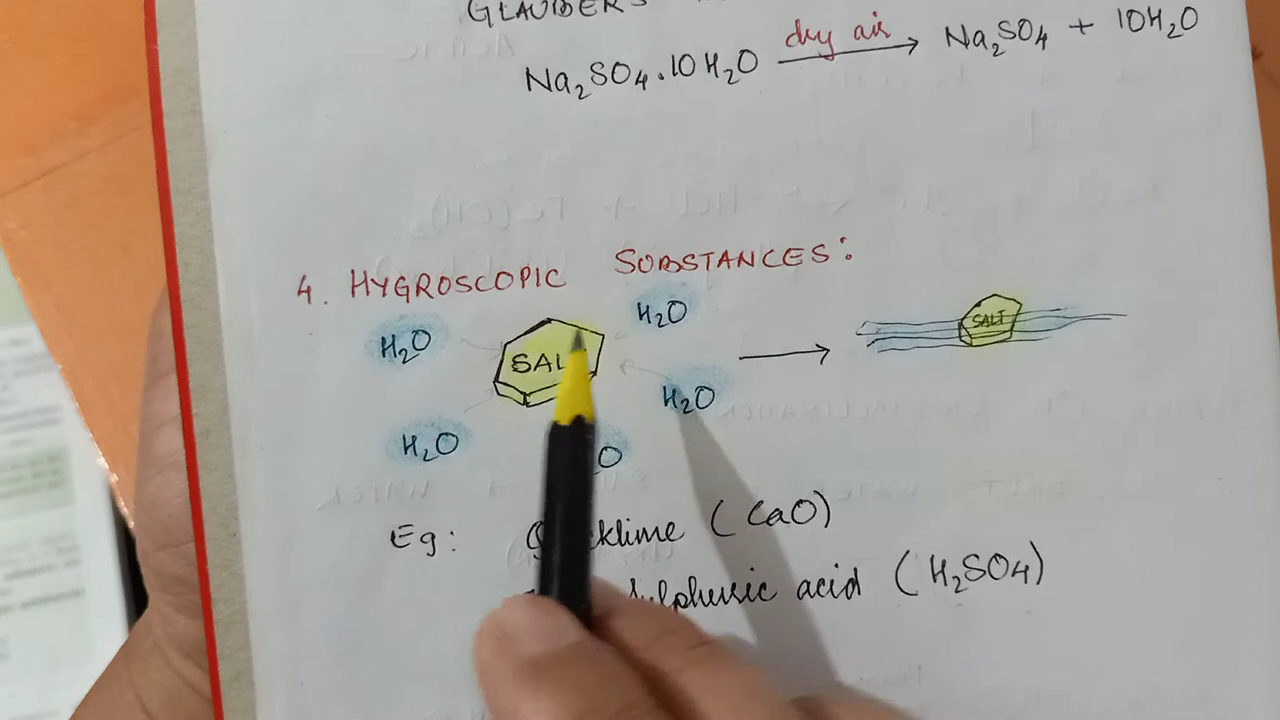 GLAUBER'S
Na₂SO₄.10H₂O dry air → Na₂SO₄ + 10H₂O
4. HYGROSCOPIC SUBSTANCES:
H₂O H₂O
SAL → SALT
H₂O
H₂O O
Eg: (CaO)
acid (H₂SO₄)